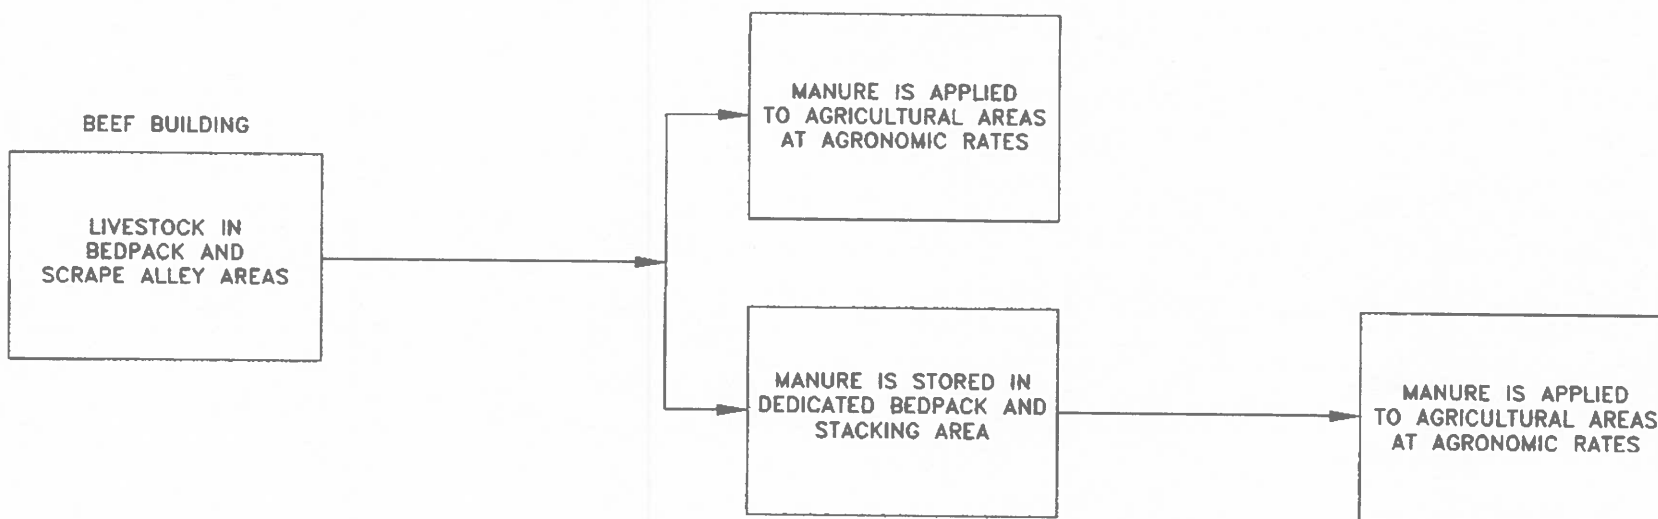 BEEF BUILDING
LIVESTOCK IN
BEDPACK AND
SCRAPE ALLEY AREAS
MANURE IS APPLIED
TO AGRICULTURAL AREAS
AT AGRONOMIC RATES
MANURE IS STORED IN
DEDICATED BEDPACK AND
STACKING AREA
MANURE IS APPLIED
TO AGRICULTURAL AREAS
AT AGRONOMIC RATES